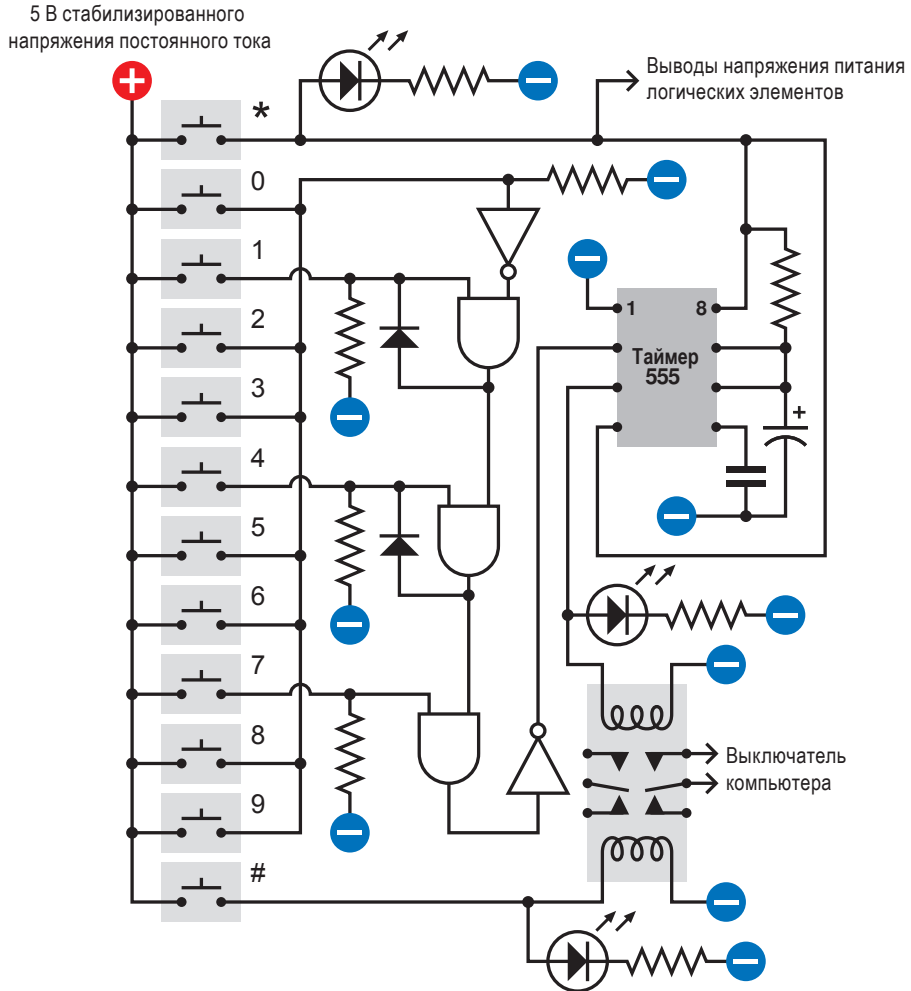 5 В стабилизированного
напряжения постоянного тока
Выводы напряжения питания
логических элементов
*
0
1
2
3
4
5
6
7
8
9
#
1
8
Таймер
555
+
Выключатель
компьютера